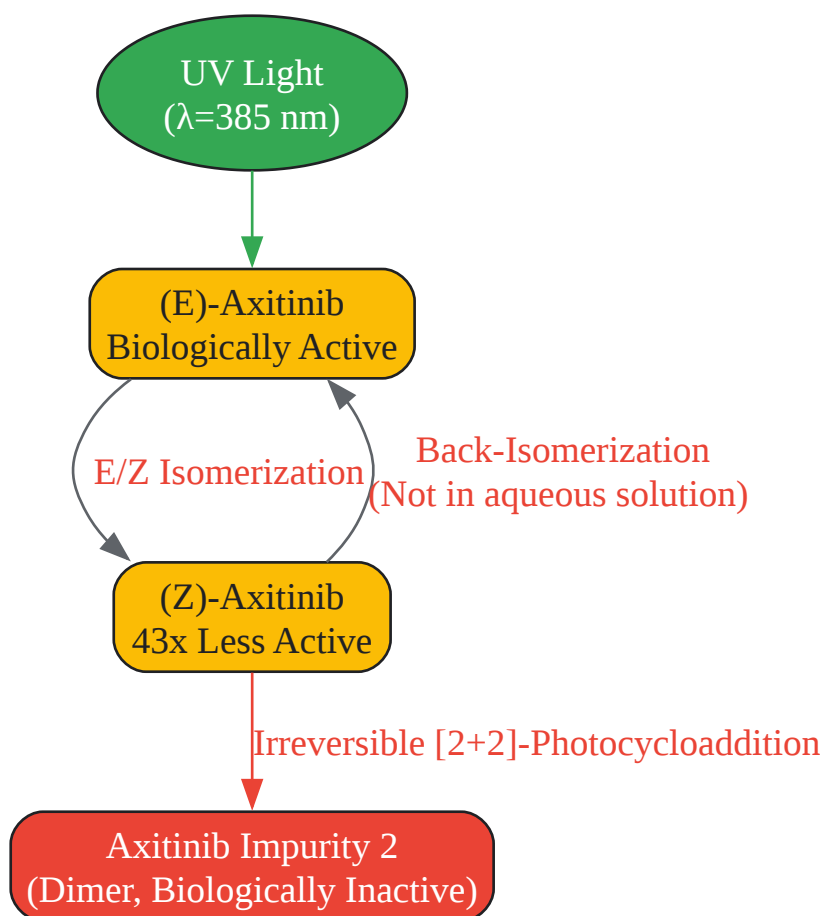 UV Light
(λ=385 nm)
(E)-Axitinib
Biologically Active
E/Z Isomerization
Back-Isomerization
(Not in aqueous solution)
(Z)-Axitinib
43x Less Active
Irreversible [2+2]-Photocycloaddition
Axitinib Impurity 2
(Dimer, Biologically Inactive)